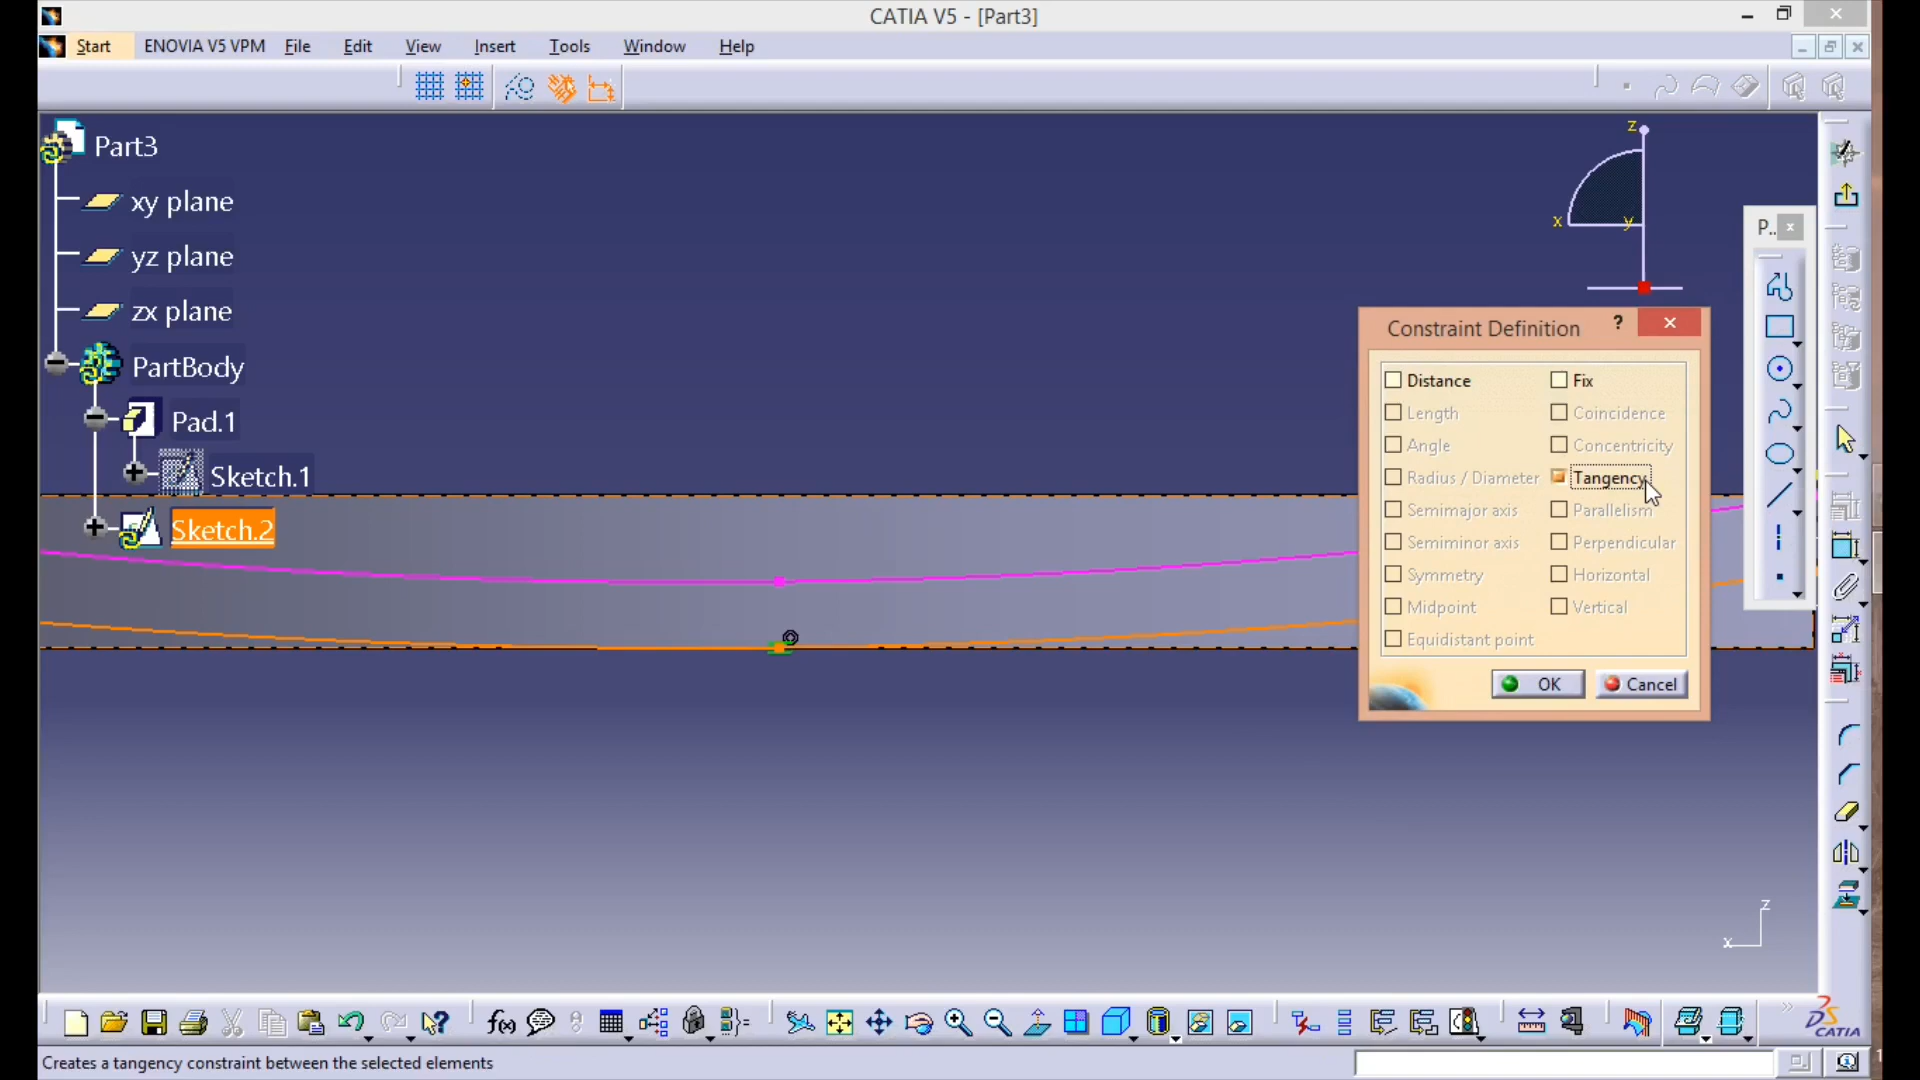 CATIA V5 - [Part3]
Start ENOVIA V5 VPM File Edit View Insert Tools Window Help
Part3
xy plane
yz plane
zx plane
PartBody
Pad.1
Sketch.1
Sketch.2
z
x y
P..
Constraint Definition ?
Distance Fix
Length Coincidence
Angle Concentricity
Radius / Diameter Tangency
Semimajor axis Parallelism
Semiminor axis Perpendicular
Symmetry Horizontal
Midpoint Vertical
Equidistant point
OK Cancel
z
x
f(x)
CATIA
Creates a tangency constraint between the selected elements